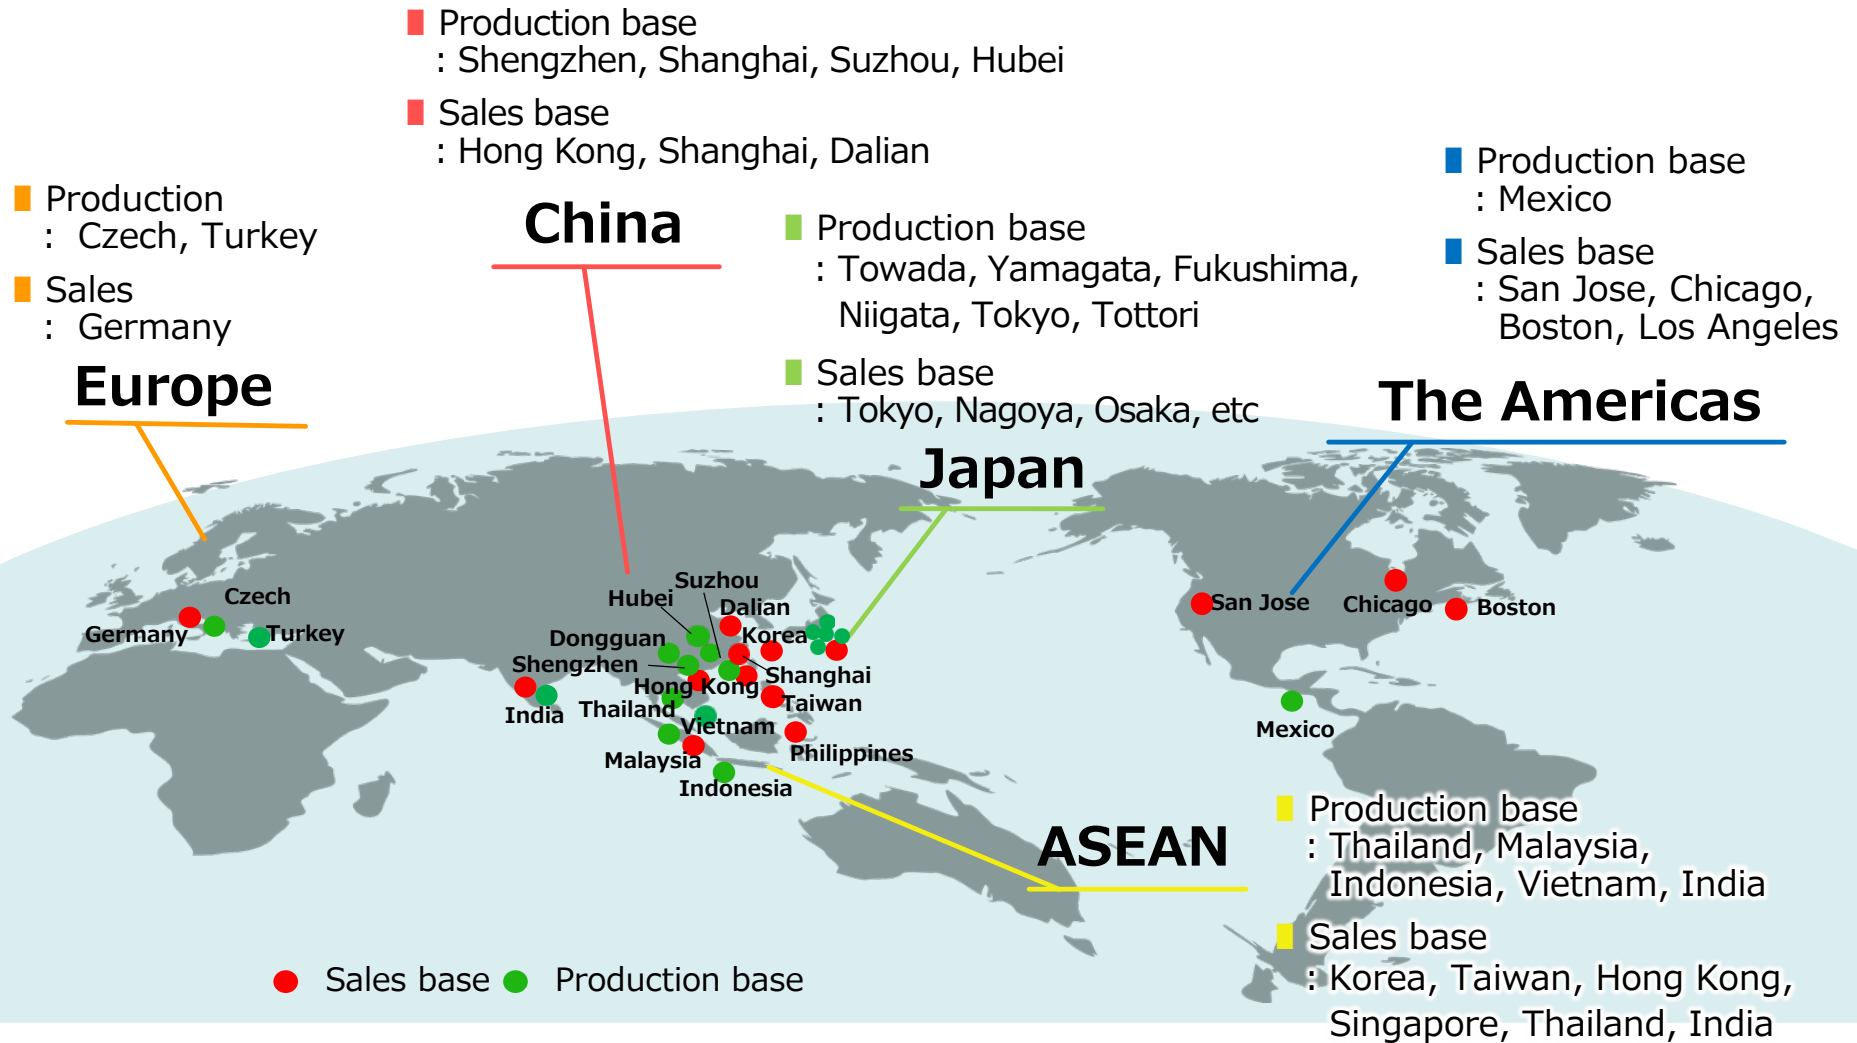 Production base
: Shengzhen, Shanghai, Suzhou, Hubei
Sales base
: Hong Kong, Shanghai, Dalian
China
Production
: Czech, Turkey
Sales
: Germany
Europe
Production base
: Towada, Yamagata, Fukushima,
Niigata, Tokyo, Tottori
Sales base
: Tokyo, Nagoya, Osaka, etc
Japan
Production base
: Mexico
Sales base
: San Jose, Chicago,
Boston, Los Angeles
The Americas
Czech
Germany
Turkey
Suzhou
Hubei
Dalian
Dongguan
Korea
Shengzhen
Shanghai
Hong Kong
India
Thailand
Taiwan
Vietnam
Malaysia
Philippines
Indonesia
San Jose
Chicago
Boston
Mexico
ASEAN
Production base
: Thailand, Malaysia,
Indonesia, Vietnam, India
Sales base
: Korea, Taiwan, Hong Kong,
Singapore, Thailand, India
Sales base
Production base